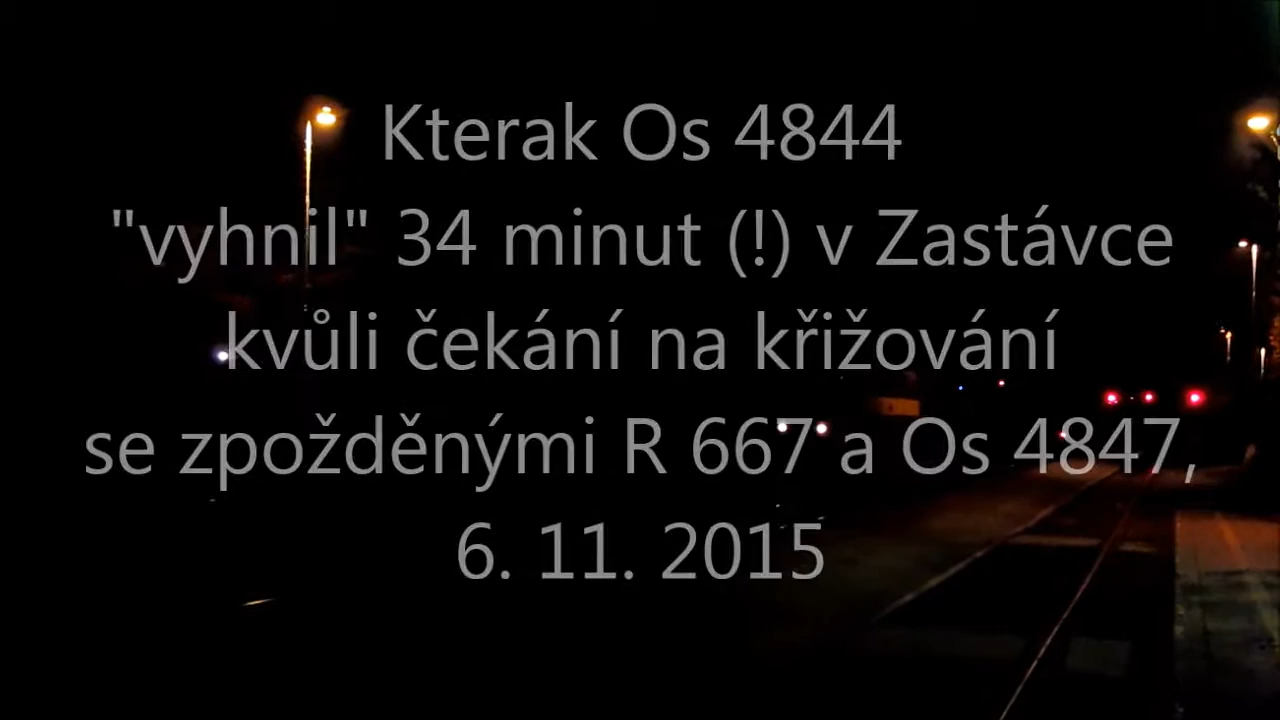 Kterak Os 4844
"vyhnil" 34 minut (!) v Zastávce
kvůli čekání na křižování
se zpožděnými R 667 a Os 4847,
6. 11. 2015